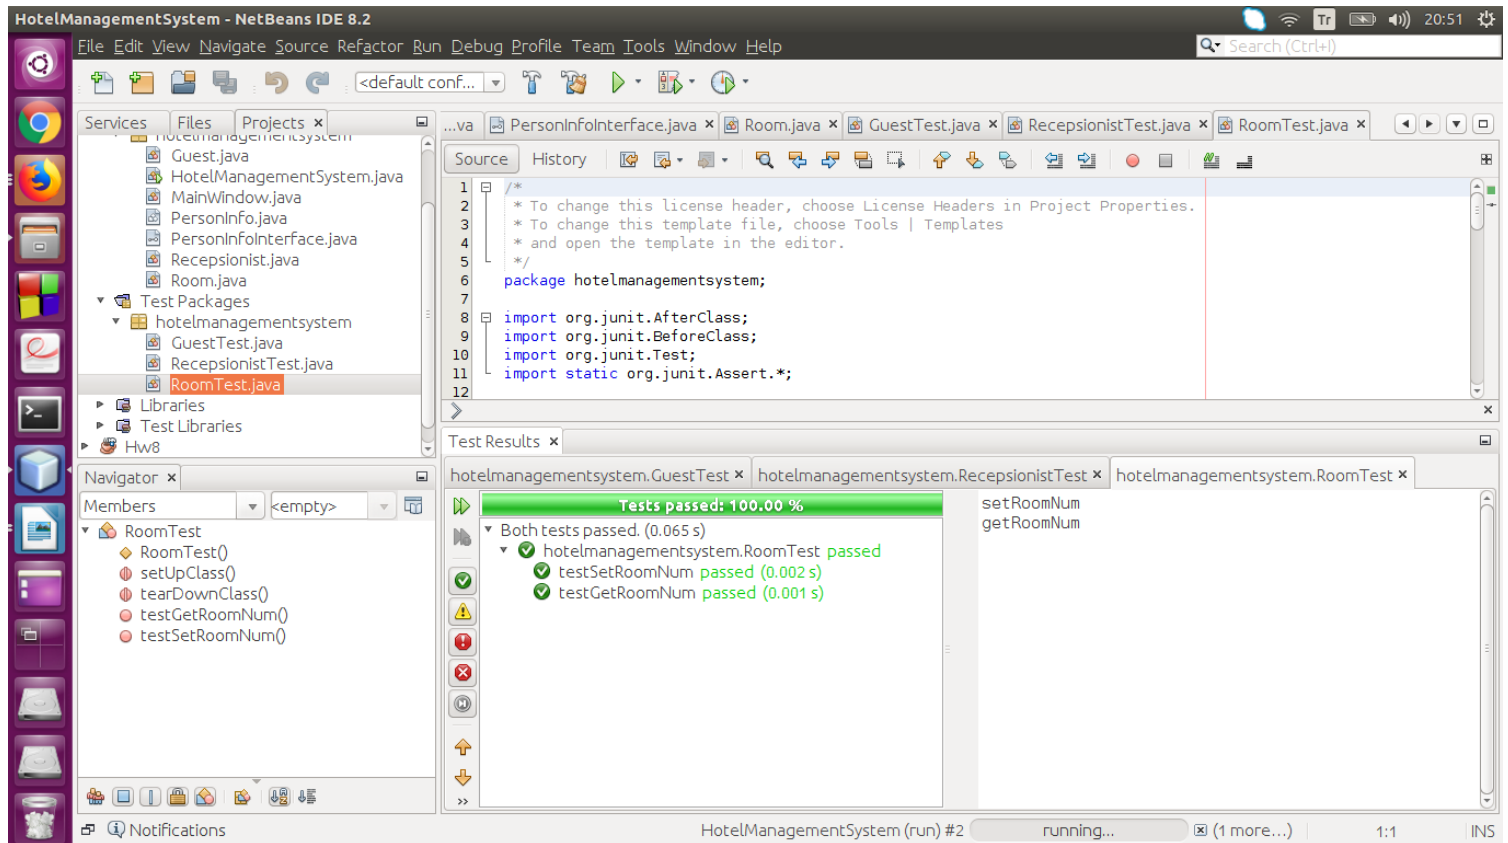 HotelManagementSystem - NetBeans IDE 8.2
Tr
20:51
File Edit View Navigate Source Refactor Run Debug Profile Team Tools Window Help
Search (Ctrl+I)
<default conf...
Services Files Projects ×
hotelmanagementsystem
Guest.java
HotelManagementSystem.java
MainWindow.java
PersonInfo.java
PersonInfoInterface.java
Recepsionist.java
Room.java
Test Packages
hotelmanagementsystem
GuestTest.java
RecepsionistTest.java
RoomTest.java
Libraries
Test Libraries
Hw8
...va PersonInfoInterface.java × Room.java × GuestTest.java × RecepsionistTest.java × RoomTest.java ×
Source History
1 /*
2 * To change this license header, choose License Headers in Project Properties.
3 * To change this template file, choose Tools | Templates
4 * and open the template in the editor.
5 */
6 package hotelmanagementsystem;
7
8 import org.junit.AfterClass;
9 import org.junit.BeforeClass;
10 import org.junit.Test;
11 import static org.junit.Assert.*;
12
Navigator ×
Members <empty>
RoomTest
RoomTest()
setUpClass()
tearDownClass()
testGetRoomNum()
testSetRoomNum()
Test Results ×
hotelmanagementsystem.GuestTest × hotelmanagementsystem.RecepsionistTest × hotelmanagementsystem.RoomTest ×
Tests passed: 100.00 %
Both tests passed. (0.065 s)
hotelmanagementsystem.RoomTest passed
testSetRoomNum passed (0.002 s)
testGetRoomNum passed (0.001 s)
setRoomNum
getRoomNum
Notifications
HotelManagementSystem (run) #2 running... (1 more...) 1:1 INS